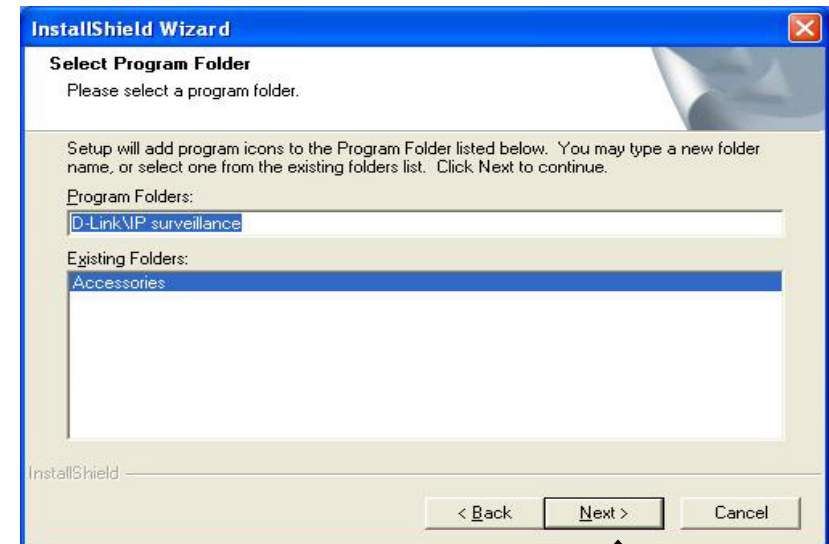 InstallShield Wizard
Select Program Folder
Please select a program folder.
Setup will add program icons to the Program Folder listed below. You may type a new folder
name, or select one from the existing folders list. Click Next to continue.
Program Folders:
D-Link\IP surveillance
Existing Folders:
Accessories
InstallShield
< Back Next > Cancel